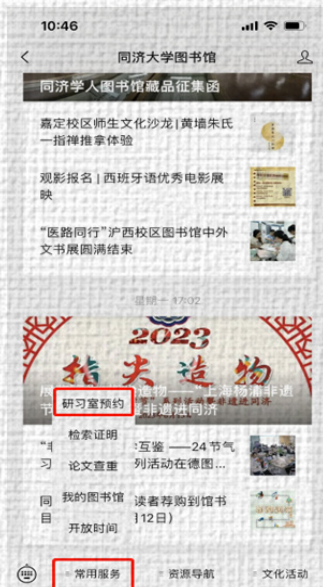 10:46
同济大学图书馆
同济学人图书馆藏品征集函
嘉定校区师生文化沙龙|黄墙朱氏
一指禅推拿体验
观影报名 | 西班牙语优秀电影展
映
“医路同行”沪西校区图书馆中外
文书展圆满结束
星期一 17:02
2023
指尖造物
造物——“上海杨浦非遗
节
非遗进同济
研习室预约
检索证明
互鉴 ——24节气
习
论文查重
列活动在德图...
同
我的图书馆
读者荐购到馆书
目
开放时间
12日)
常用服务
资源导航
文化活动